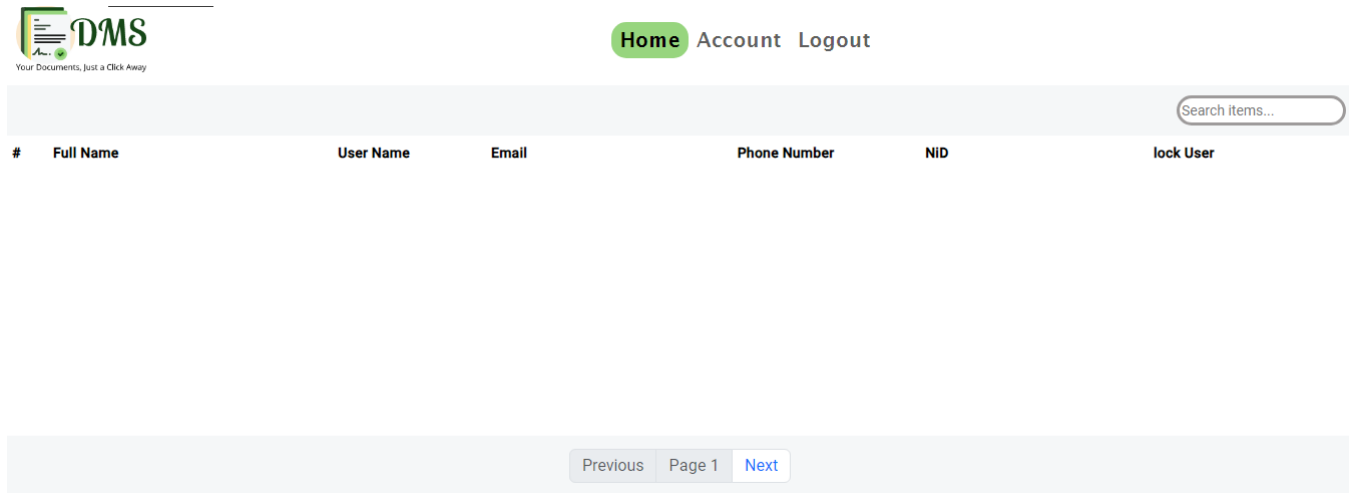 DMS
Your Documents, Just a Click Away
Home Account Logout
Search items...
# Full Name User Name Email Phone Number NiD lock User
Previous Page 1 Next